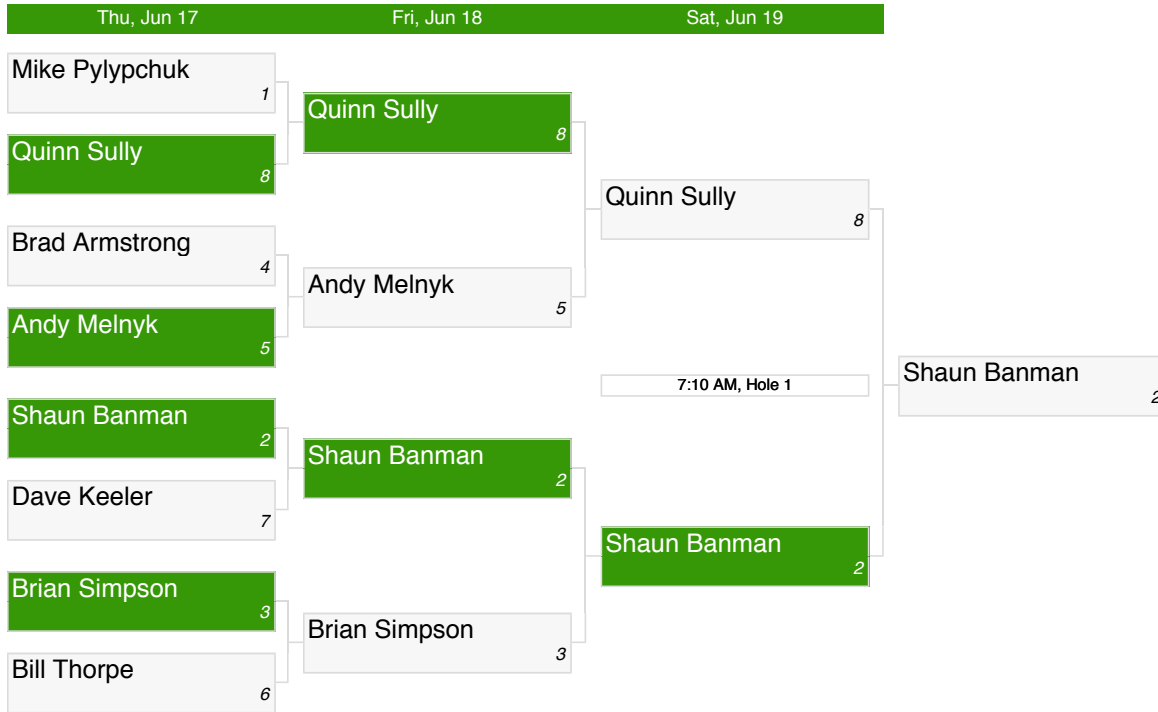 Thu, Jun 17
Fri, Jun 18
Sat, Jun 19
Mike Pylypchuk
1
Quinn Sully
8
Brad Armstrong
4
Andy Melnyk
5
Shaun Banman
2
Dave Keeler
7
Brian Simpson
3
Bill Thorpe
6
Quinn Sully
8
Andy Melnyk
5
Shaun Banman
2
Brian Simpson
3
Quinn Sully
8
7:10 AM, Hole 1
Shaun Banman
2
Shaun Banman
2